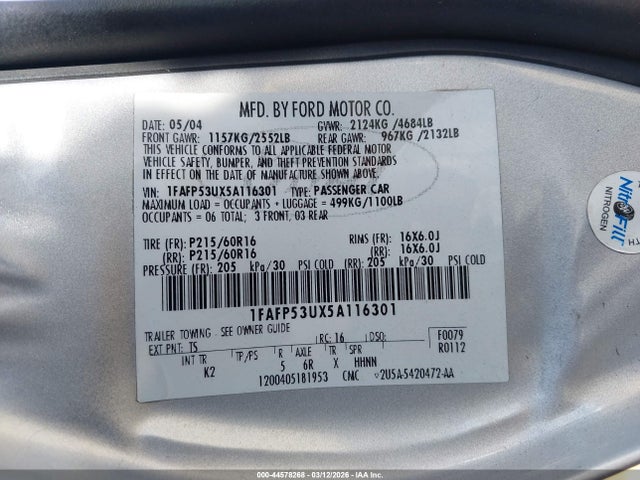 MFD. BY FORD MOTOR CO.
DATE: 05/04 GVWR: 2124KG /4684LB
FRONT GAWR: 1157KG/2552LB REAR GAWR: 967KG /2132LB
THIS VEHICLE CONFORMS TO ALL APPLICABLE FEDERAL MOTOR
VEHICLE SAFETY, BUMPER, AND THEFT PREVENTION STANDARDS
IN EFFECT ON THE DATE OF MANUFACTURE SHOWN ABOVE.
VIN: 1FAFP53UX5A116301 TYPE: PASSENGER CAR
MAXIMUM LOAD = OCCUPANTS + LUGGAGE = 499KG/1100LB
OCCUPANTS = 06 TOTAL; 3 FRONT, 03 REAR
TIRE (FR): P215/60R16 RIMS (FR): 16X6.0J
(RR): P215/60R16 (RR): 16X6.0J
PRESSURE (FR): 205 kPa/30 PSI COLD (RR): 205 kPa/30 PSI COLD
1FAFP53UX5A116301
TRAILER TOWING - SEE OWNER GUIDE
EXT PNT: TS RC: 16 DSO: F0079
INT TR TP/PS R AXLE TR SPR R0112
K2 5 6R X HHNN
1200405181953 CMC 2U5A-5420472-AA
Nitro Fill
NITROGEN
000-44578268 - 03/12/2026 - IAAC